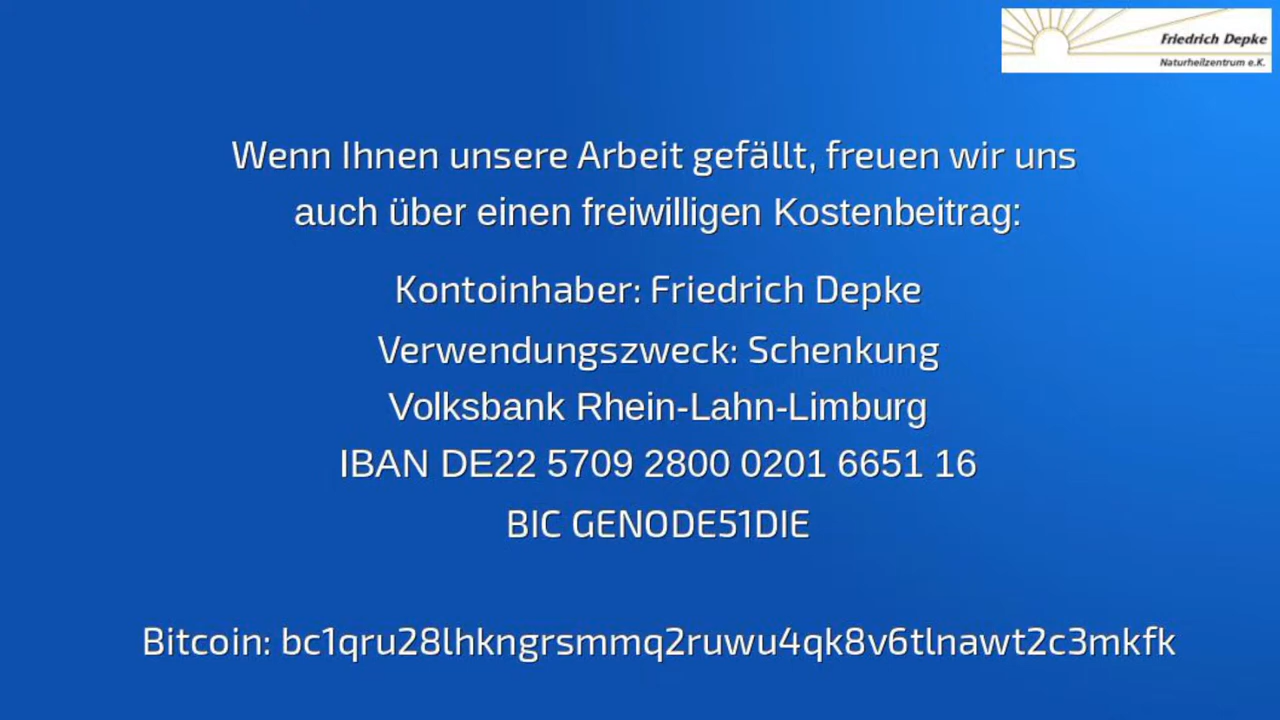 Friedrich Depke
Naturheilzentrum e.K.
Wenn Ihnen unsere Arbeit gefällt, freuen wir uns
auch über einen freiwilligen Kostenbeitrag:
Kontoinhaber: Friedrich Depke
Verwendungszweck: Schenkung
Volksbank Rhein-Lahn-Limburg
IBAN DE22 5709 2800 0201 6651 16
BIC GENODE51DIE
Bitcoin: bc1qru28lhkngrsmmq2ruwu4qk8v6tlnawt2c3mkfk